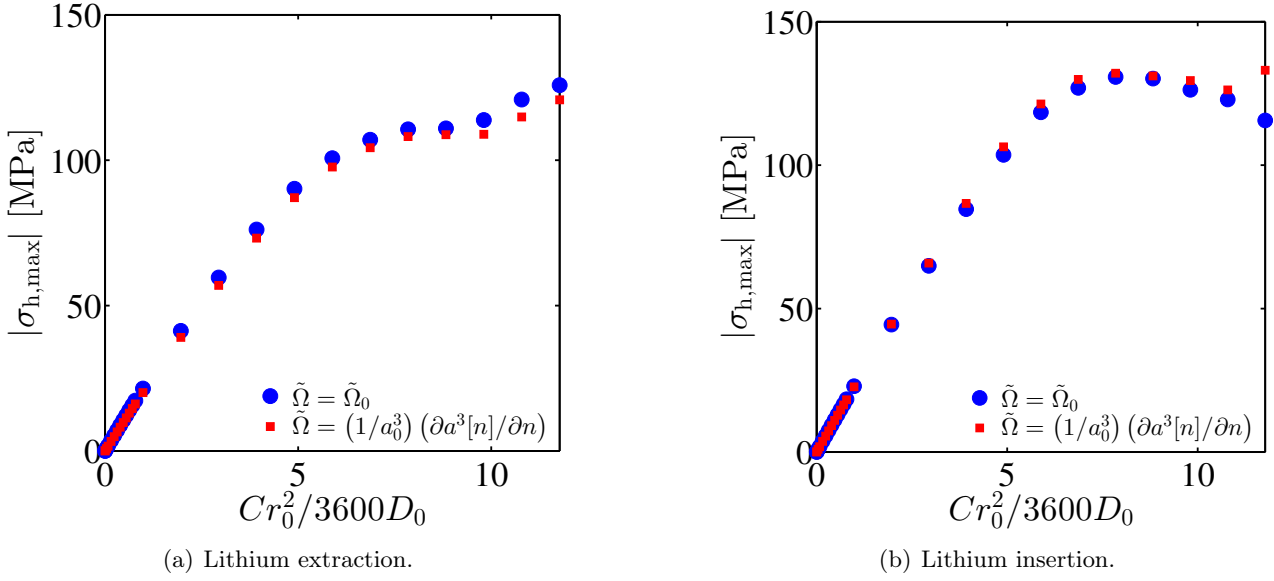 150
100
50
0
|σ_h,max| [MPa]
Ω̃ = Ω̃_0
Ω̃ = (1/a_0^3) (∂a^3[n]/∂n)
0 5 10
Cr_0^2/3600D_0
(a) Lithium extraction.
150
100
50
0
|σ_h,max| [MPa]
Ω̃ = Ω̃_0
Ω̃ = (1/a_0^3) (∂a^3[n]/∂n)
0 5 10
Cr_0^2/3600D_0
(b) Lithium insertion.